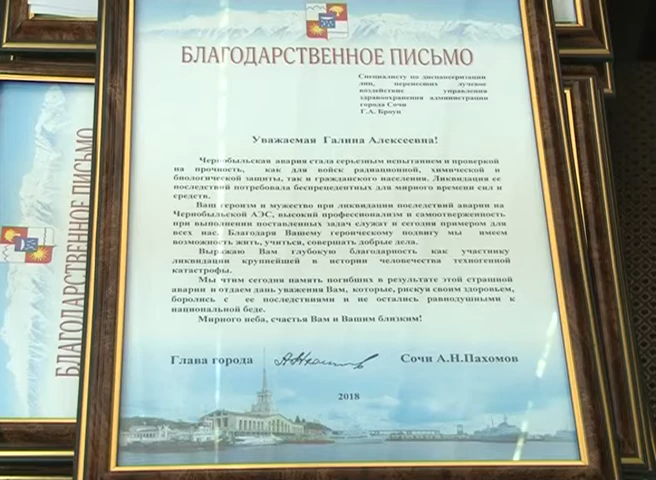 БЛАГОДАРСТВЕННОЕ ПИСЬМО
Специалисту по диспансеризации
лиц, перенесших лучевое
воздействие управления
здравоохранения администрации
города Сочи
Г.А. Броун
Уважаемая Галина Алексеевна!
Чернобыльская авария стала серьезным испытанием и проверкой
на прочность, как для войск радиационной, химической и
биологической защиты, так и гражданского населения. Ликвидация ее
последствий потребовала беспрецедентных для мирного времени сил и
средств.
Ваш героизм и мужество при ликвидации последствий аварии на
Чернобыльской АЭС, высокий профессионализм и самоотверженность
при выполнении поставленных задач служат и сегодня примером для
всех нас. Благодаря Вашему героическому подвигу мы имеем
возможность жить, учиться, совершать добрые дела.
Выражаю Вам глубокую благодарность как участнику
ликвидации крупнейшей в истории человечества техногенной
катастрофы.
Мы чтим сегодня память погибших в результате этой страшной
аварии и отдаем дань уважения Вам, которые, рискуя своим здоровьем,
боролись с ее последствиями и не остались равнодушными к
национальной беде.
Мирного неба, счастья Вам и Вашим близким!
Глава города Сочи А.Н.Пахомов
2018
БЛАГОДАРСТВЕННОЕ ПИСЬМО